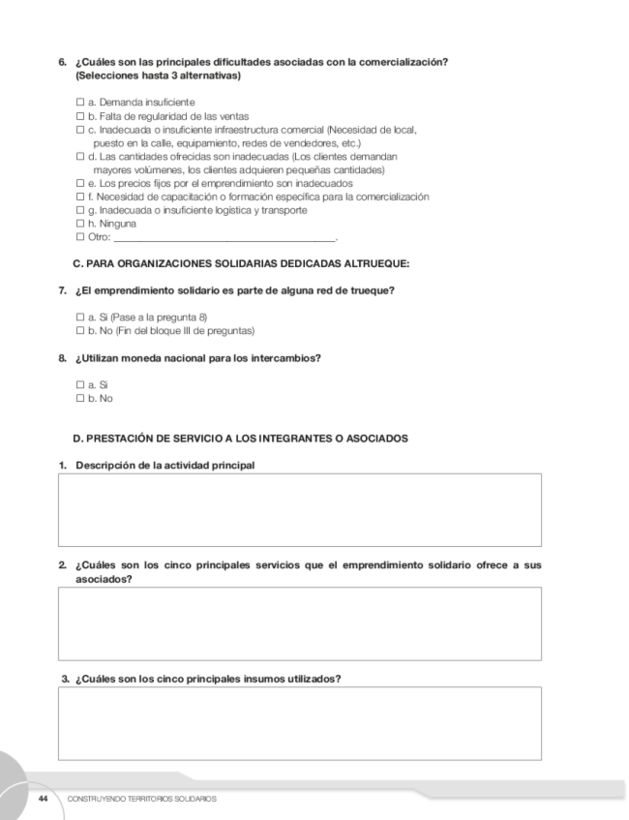 6. ¿Cuáles son las principales dificultades asociadas con la comercialización?
(Selecciones hasta 3 alternativas)
☐ a. Demanda insuficiente
☐ b. Falta de regularidad de las ventas
☐ c. Inadecuada o insuficiente infraestructura comercial (Necesidad de local,
puesto en la calle, equipamiento, redes de vendedores, etc.)
☐ d. Las cantidades ofrecidas son inadecuadas (Los clientes demandan
mayores volúmenes, los clientes adquieren pequeñas cantidades)
☐ e. Los precios fijos por el emprendimiento son inadecuados
☐ f. Necesidad de capacitación o formación específica para la comercialización
☐ g. Inadecuada o insuficiente logística y transporte
☐ h. Ninguna
☐ Otro: ________________________________________.
C. PARA ORGANIZACIONES SOLIDARIAS DEDICADAS ALTRUEQUE:
7. ¿El emprendimiento solidario es parte de alguna red de trueque?
☐ a. Si (Pase a la pregunta 8)
☐ b. No (Fin del bloque III de preguntas)
8. ¿Utilizan moneda nacional para los intercambios?
☐ a. Si
☐ b. No
D. PRESTACIÓN DE SERVICIO A LOS INTEGRANTES O ASOCIADOS
1. Descripción de la actividad principal
2. ¿Cuáles son los cinco principales servicios que el emprendimiento solidario ofrece a sus
asociados?
3. ¿Cuáles son los cinco principales insumos utilizados?
44 CONSTRUYENDO TERRITORIOS SOLIDARIOS